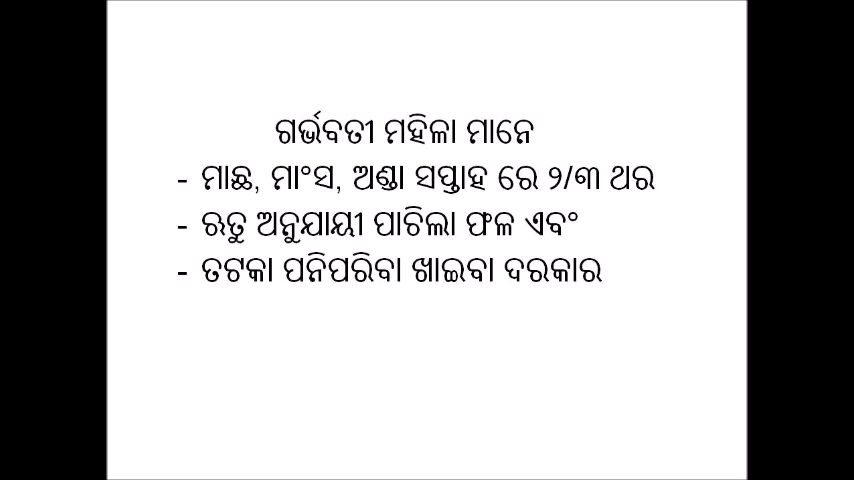 ଗର୍ଭବତୀ ମହିଳା ମାନେ
- ମାଛ, ମାଂସ, ଅଣ୍ଡା ସପ୍ତାହ ରେ ୨/୩ ଥର
- ଋତୁ ଅନୁଯାୟୀ ପାଚିଲା ଫଳ ଏବଂ
- ତଟକା ପନିପରିବା ଖାଇବା ଦରକାର